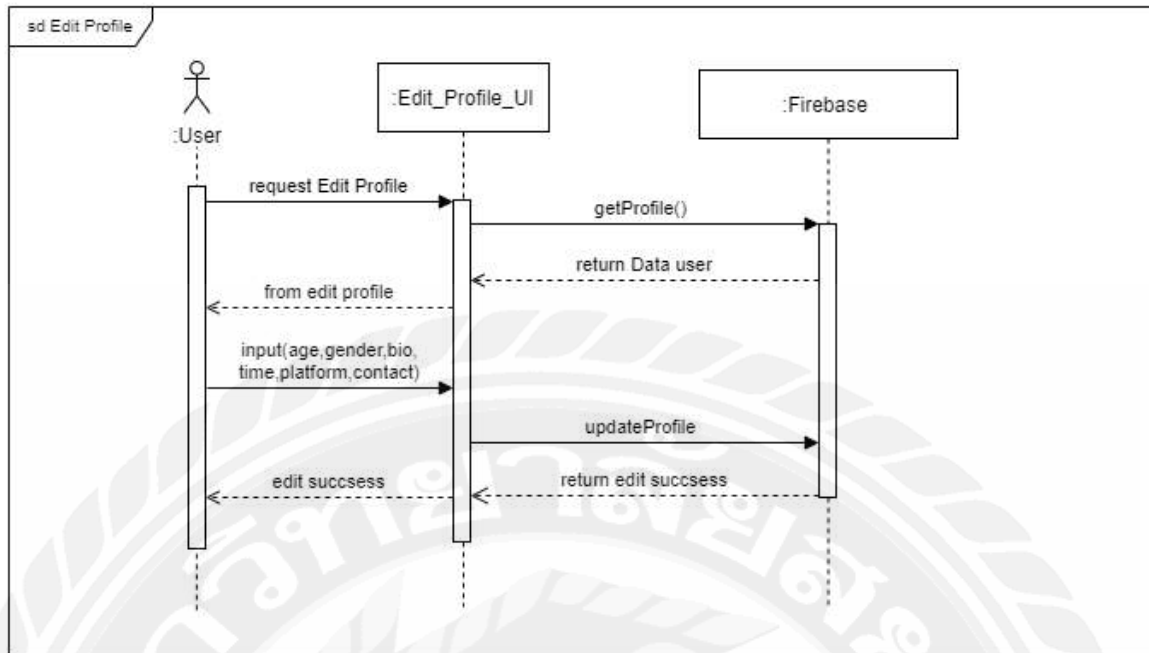 sd Edit Profile
:User
:Edit_Profile_UI
:Firebase
request Edit Profile
getProfile()
return Data user
from edit profile
input(age,gender,bio,
time,platform,contact)
updateProfile
edit succsess
return edit succsess